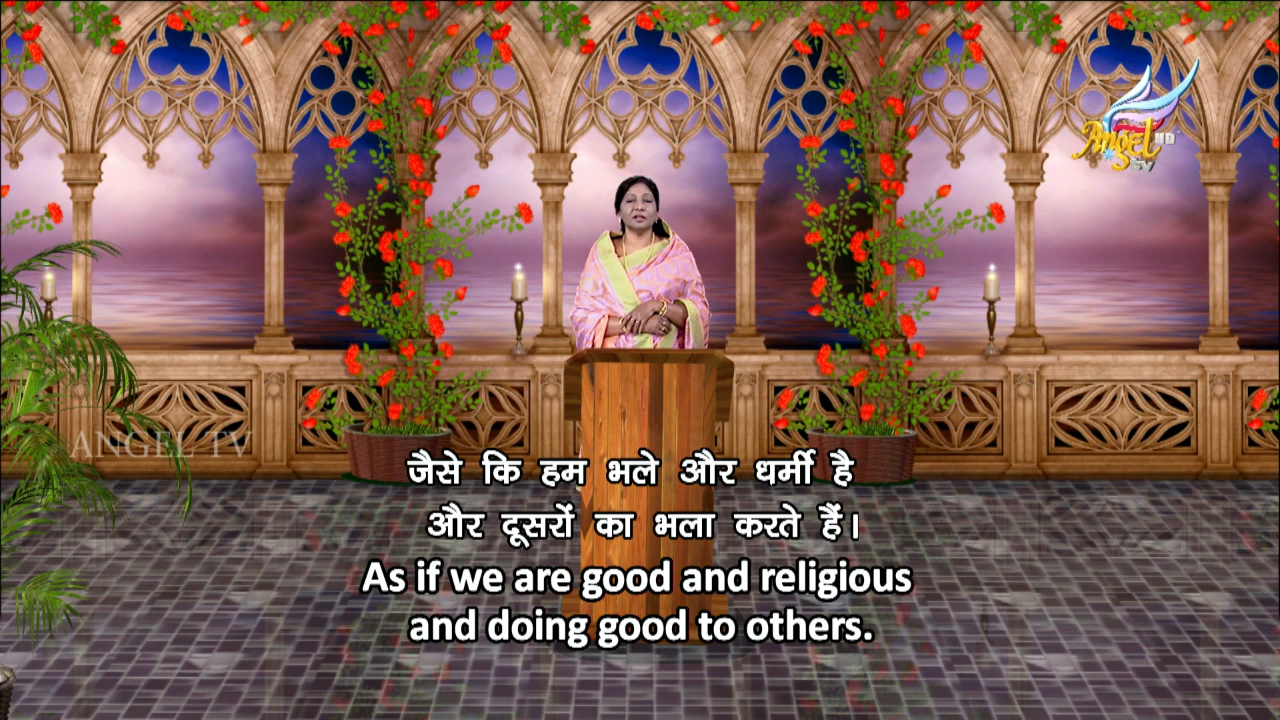 Angel HD
TV
ANGEL TV
जैसे कि हम भले और धर्मी है
और दूसरों का भला करते हैं।
As if we are good and religious
and doing good to others.